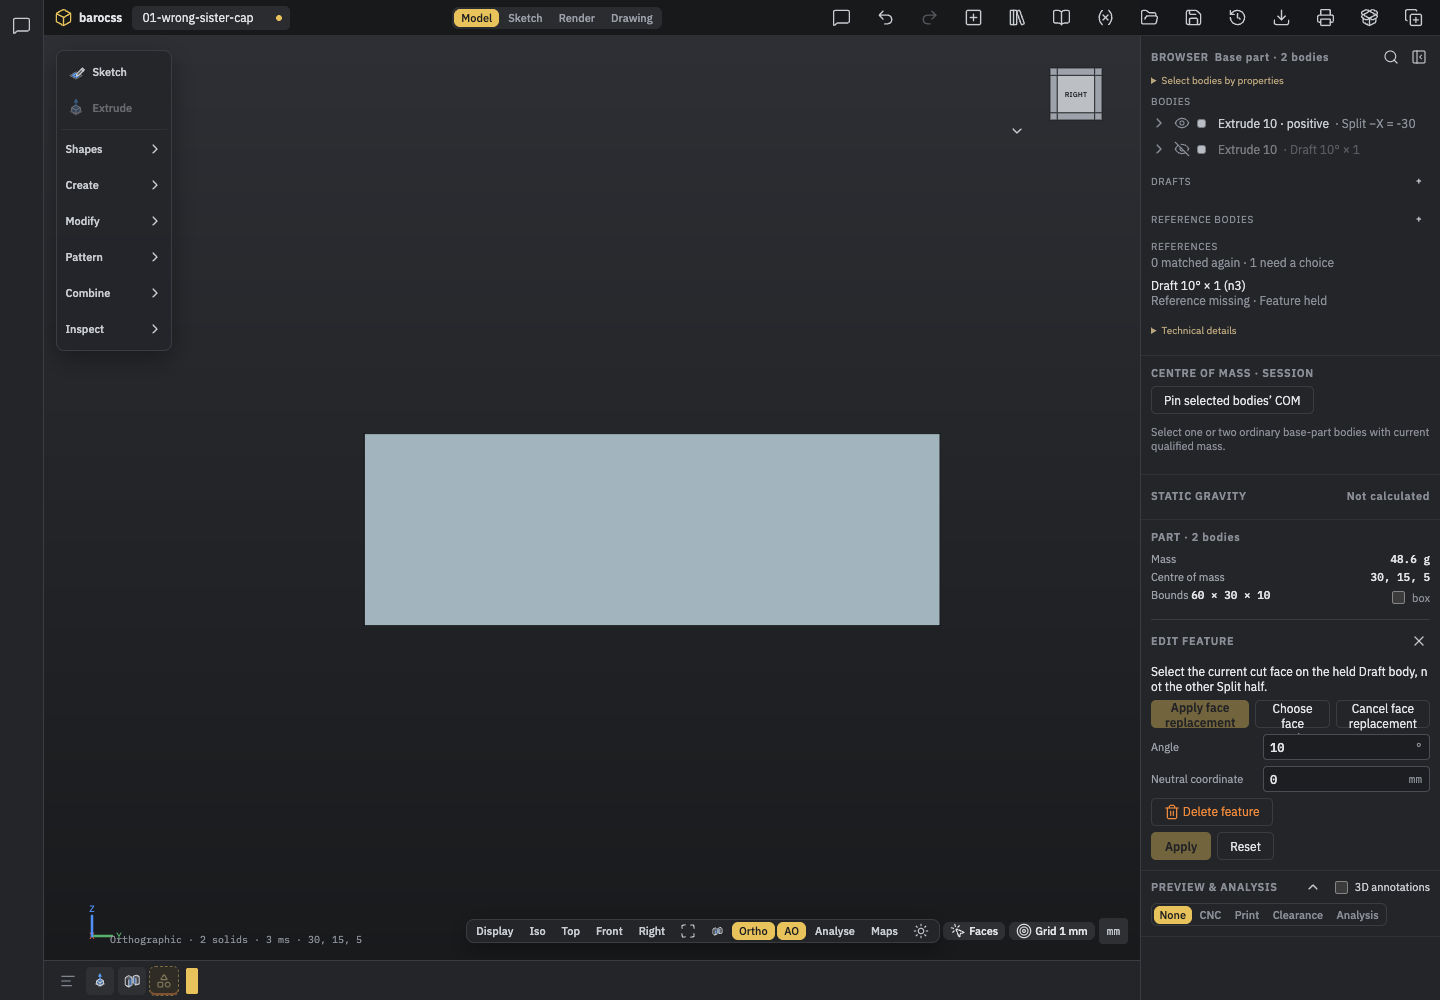 barocss
01-wrong-sister-cap
Model
Sketch
Render
Drawing
Sketch
Extrude
Shapes
Create
Modify
Pattern
Combine
Inspect
RIGHT
BROWSER Base part · 2 bodies
Select bodies by properties
BODIES
Extrude 10 · positive · Split −X = -30
Extrude 10 · Draft 10° × 1
DRAFTS
REFERENCE BODIES
REFERENCES
0 matched again · 1 need a choice
Draft 10° × 1 (n3)
Reference missing · Feature held
Technical details
CENTRE OF MASS · SESSION
Pin selected bodies’ COM
Select one or two ordinary base-part bodies with current
qualified mass.
STATIC GRAVITY Not calculated
PART · 2 bodies
Mass 48.6 g
Centre of mass 30, 15, 5
Bounds 60 × 30 × 10 box
EDIT FEATURE
Select the current cut face on the held Draft body, n
ot the other Split half.
Apply face
replacement
Choose
face
Cancel face
replacement
Angle 10 °
Neutral coordinate 0 mm
Delete feature
Apply Reset
PREVIEW & ANALYSIS 3D annotations
None CNC Print Clearance Analysis
Z
Y
Orthographic · 2 solids · 3 ms · 30, 15, 5
Display Iso Top Front Right Ortho AO Analyse Maps Faces Grid 1 mm mm